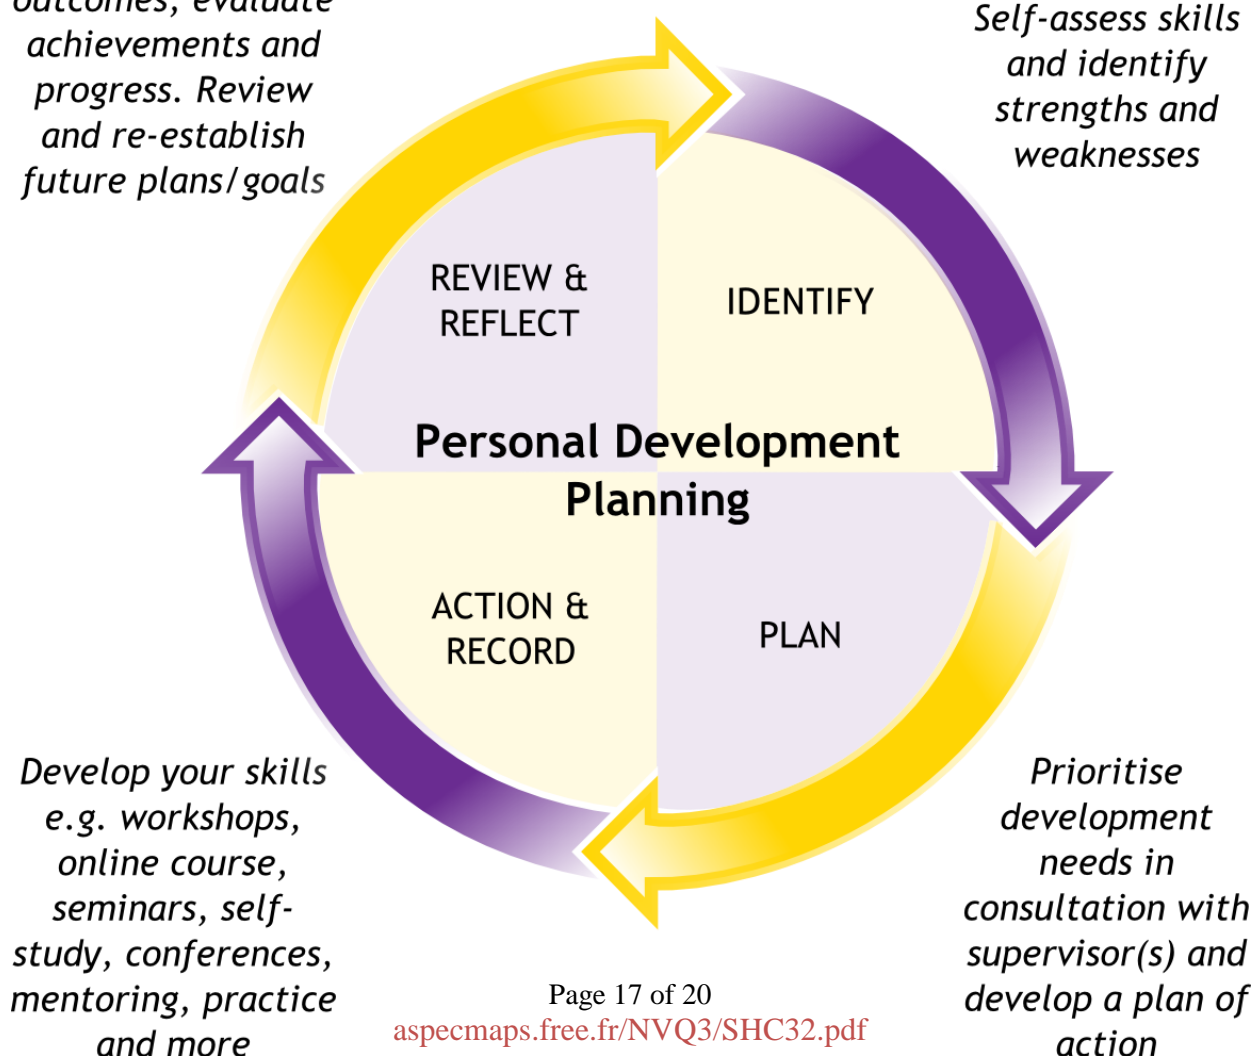 outcomes, evaluate
achievements and
progress. Review
and re-establish
future plans/goals
Self-assess skills
and identify
strengths and
weaknesses
REVIEW &
REFLECT
IDENTIFY
Personal Development
Planning
ACTION &
RECORD
PLAN
Develop your skills
e.g. workshops,
online course,
seminars, self-
study, conferences,
mentoring, practice
and more
Prioritise
development
needs in
consultation with
supervisor(s) and
develop a plan of
action
Page 17 of 20
aspecmaps.free.fr/NVQ3/SHC32.pdf